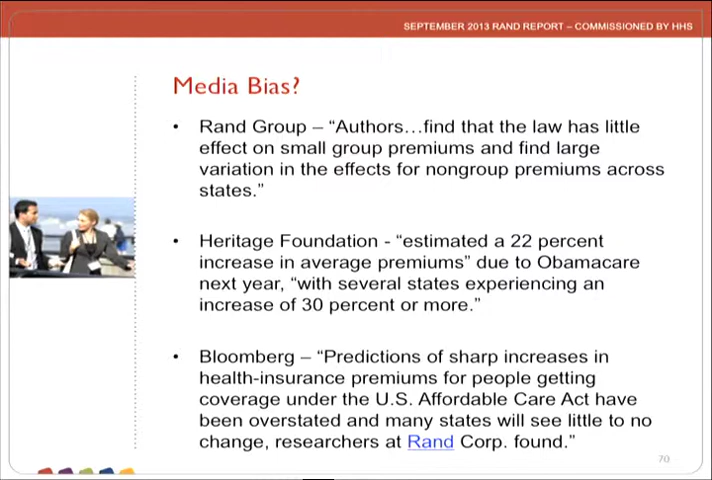 SEPTEMBER 2013 RAND REPORT – COMMISSIONED BY HHS
Media Bias?
• Rand Group – “Authors…find that the law has little
effect on small group premiums and find large
variation in the effects for nongroup premiums across
states.”
• Heritage Foundation - “estimated a 22 percent
increase in average premiums” due to Obamacare
next year, “with several states experiencing an
increase of 30 percent or more.”
• Bloomberg – “Predictions of sharp increases in
health-insurance premiums for people getting
coverage under the U.S. Affordable Care Act have
been overstated and many states will see little to no
change, researchers at Rand Corp. found.”
70